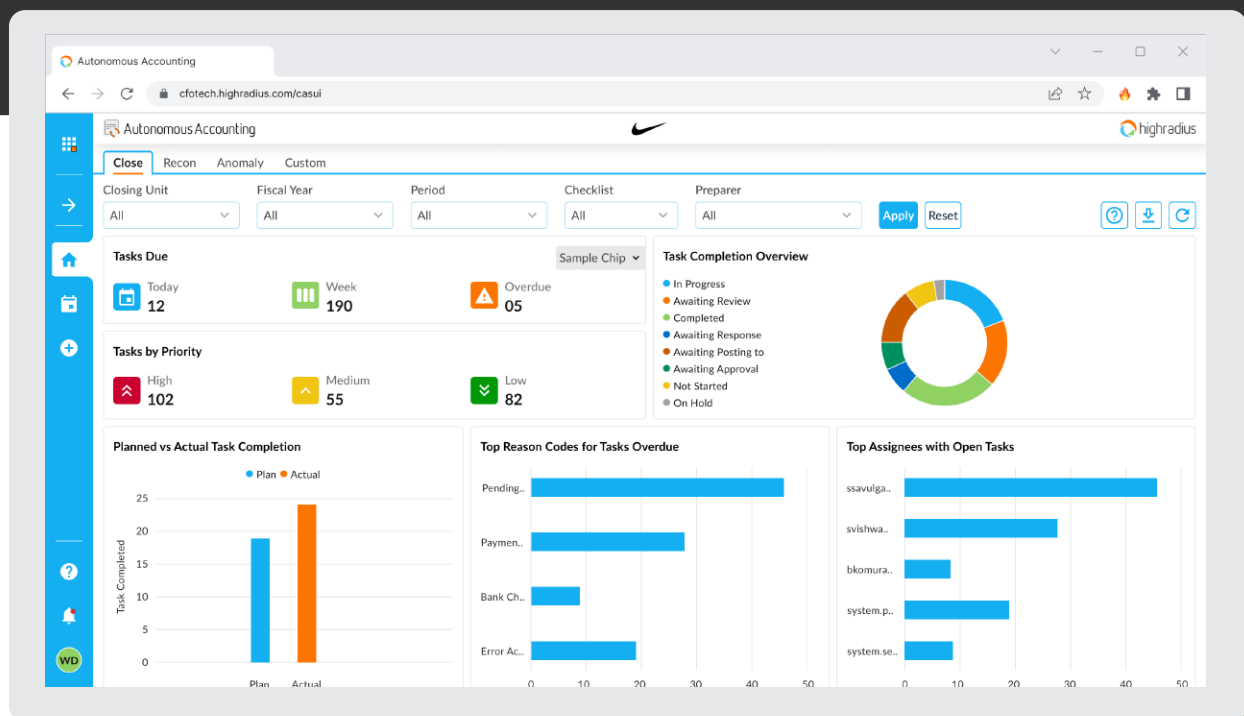 Autonomous Accounting
cfotech.highradius.com/casui
Autonomous Accounting
highradius
Close Recon Anomaly Custom
Closing Unit Fiscal Year Period Checklist Preparer
All All All All All Apply Reset
Tasks Due Sample Chip
Today Week Overdue
12 190 05
Tasks by Priority
High Medium Low
102 55 82
Task Completion Overview
In Progress
Awaiting Review
Completed
Awaiting Response
Awaiting Posting to
Awaiting Approval
Not Started
On Hold
Planned vs Actual Task Completion
Plan Actual
Task Completed
25
20
15
10
5
0
Plan Actual
Top Reason Codes for Tasks Overdue
Pending..
Paymen..
Bank Ch..
Error Ac..
0 10 20 30 40 50
Top Assignees with Open Tasks
ssavulga..
svishwa..
bkomura..
system.p..
system.se..
0 10 20 30 40 50
?
WD